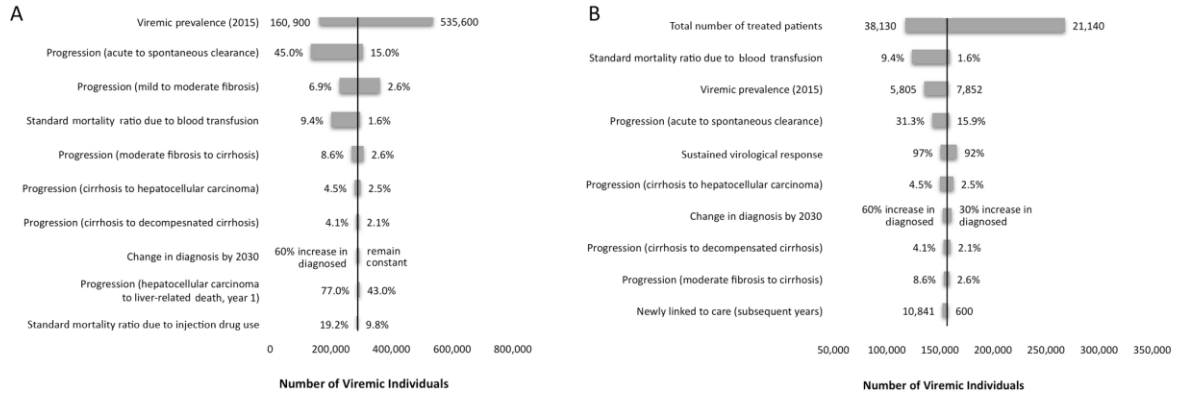 A
Viremic prevalence (2015) 160, 900 535,600
Progression (acute to spontaneous clearance) 45.0% 15.0%
Progression (mild to moderate fibrosis) 6.9% 2.6%
Standard mortality ratio due to blood transfusion 9.4% 1.6%
Progression (moderate fibrosis to cirrhosis) 8.6% 2.6%
Progression (cirrhosis to hepatocellular carcinoma) 4.5% 2.5%
Progression (cirrhosis to decompesnated cirrhosis) 4.1% 2.1%
Change in diagnosis by 2030 60% increase in diagnosed remain constant
Progression (hepatocellular carcinoma
to liver-related death, year 1) 77.0% 43.0%
Standard mortality ratio due to injection drug use 19.2% 9.8%
0 200,000 400,000 600,000 800,000
Number of Viremic Individuals
B
Total number of treated patients 38,130 21,140
Standard mortality ratio due to blood transfusion 9.4% 1.6%
Viremic prevalence (2015) 5,805 7,852
Progression (acute to spontaneous clearance) 31.3% 15.9%
Sustained virological response 97% 92%
Progression (cirrhosis to hepatocellular carcinoma) 4.5% 2.5%
Change in diagnosis by 2030 60% increase in diagnosed 30% increase in diagnosed
Progression (cirrhosis to decompensated cirrhosis) 4.1% 2.1%
Progression (moderate fibrosis to cirrhosis) 8.6% 2.6%
Newly linked to care (subsequent years) 10,841 600
50,000 100,000 150,000 200,000 250,000 300,000 350,000
Number of Viremic Individuals